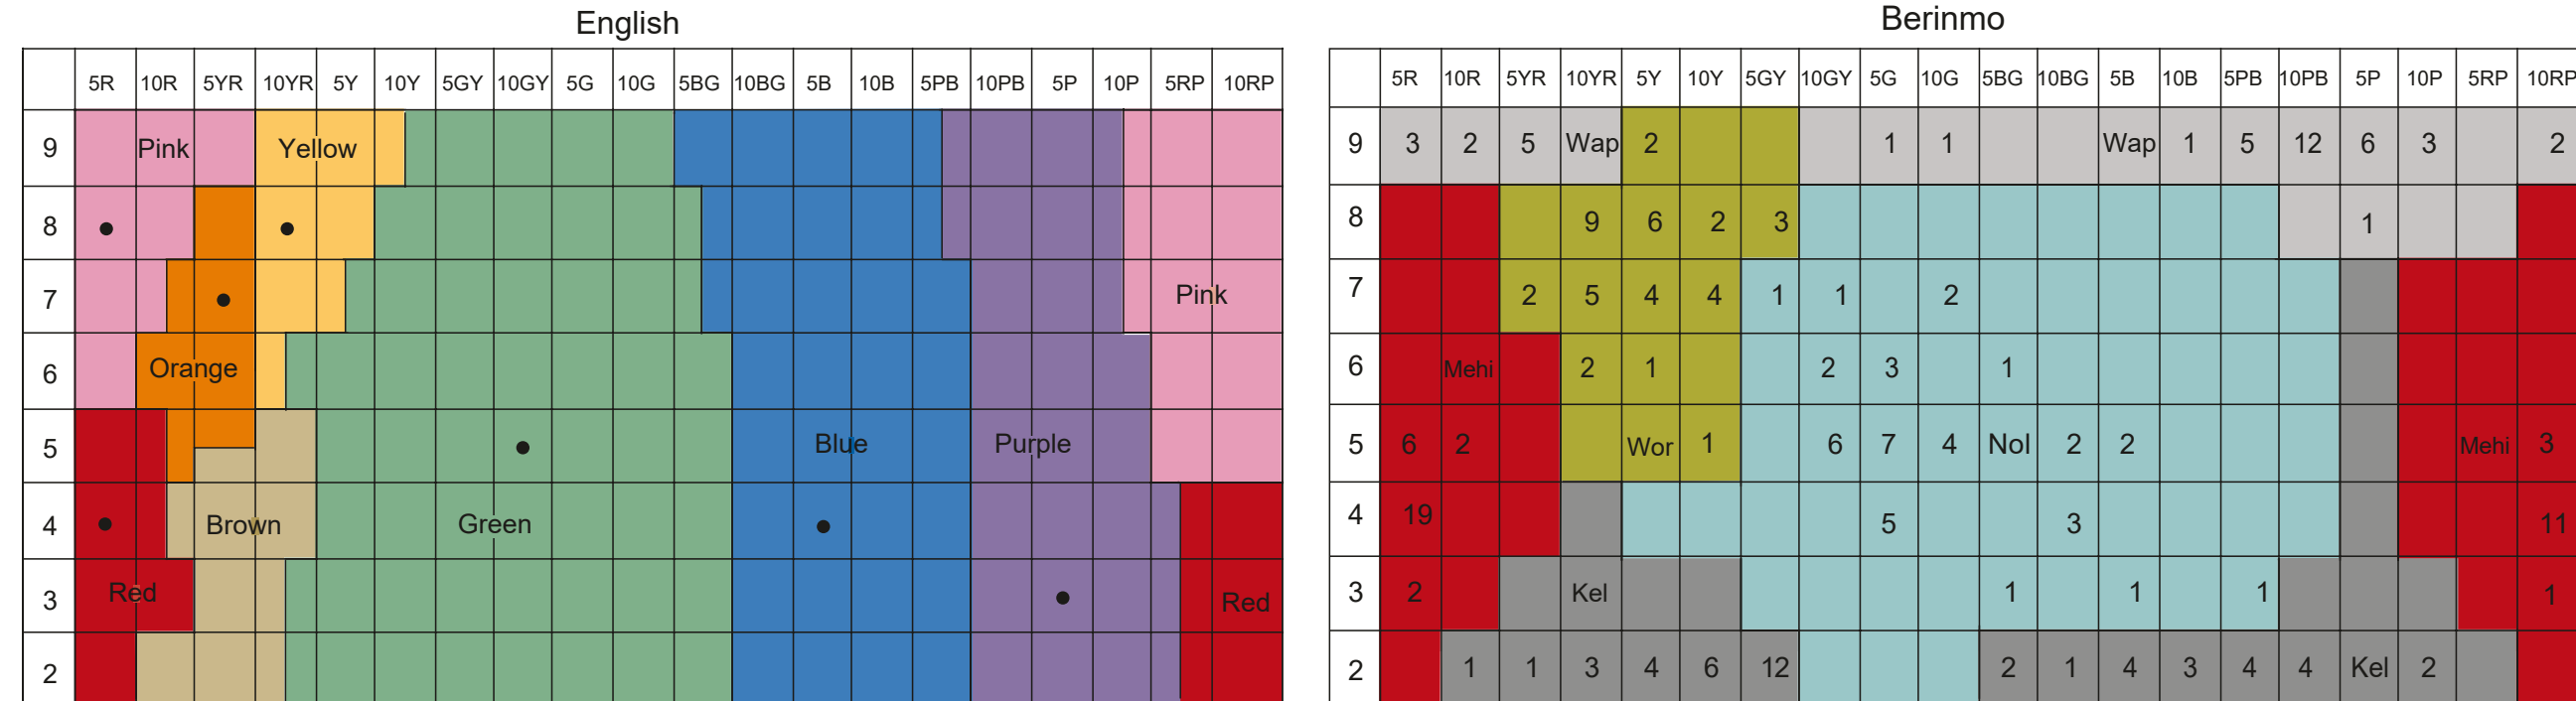 English
5R 10R 5YR 10YR 5Y 10Y 5GY 10GY 5G 10G 5BG 10BG 5B 10B 5PB 10PB 5P 10P 5RP 10RP
9 Pink Yellow
8
7 Pink
6 Orange
5 Blue Purple
4 Brown Green
3 Red Red
2
Berinmo
5R 10R 5YR 10YR 5Y 10Y 5GY 10GY 5G 10G 5BG 10BG 5B 10B 5PB 10PB 5P 10P 5RP 10RP
9 3 2 5 Wap 2 1 1 Wap 1 5 12 6 3 2
8 9 6 2 3 1
7 2 5 4 4 1 1 2
6 Mehi 2 1 2 3 1
5 6 2 Wor 1 6 7 4 Nol 2 2 Mehi 3
4 19 5 3 11
3 2 Kel 1 1 1 1
2 1 1 3 4 6 12 2 1 4 3 4 4 Kel 2